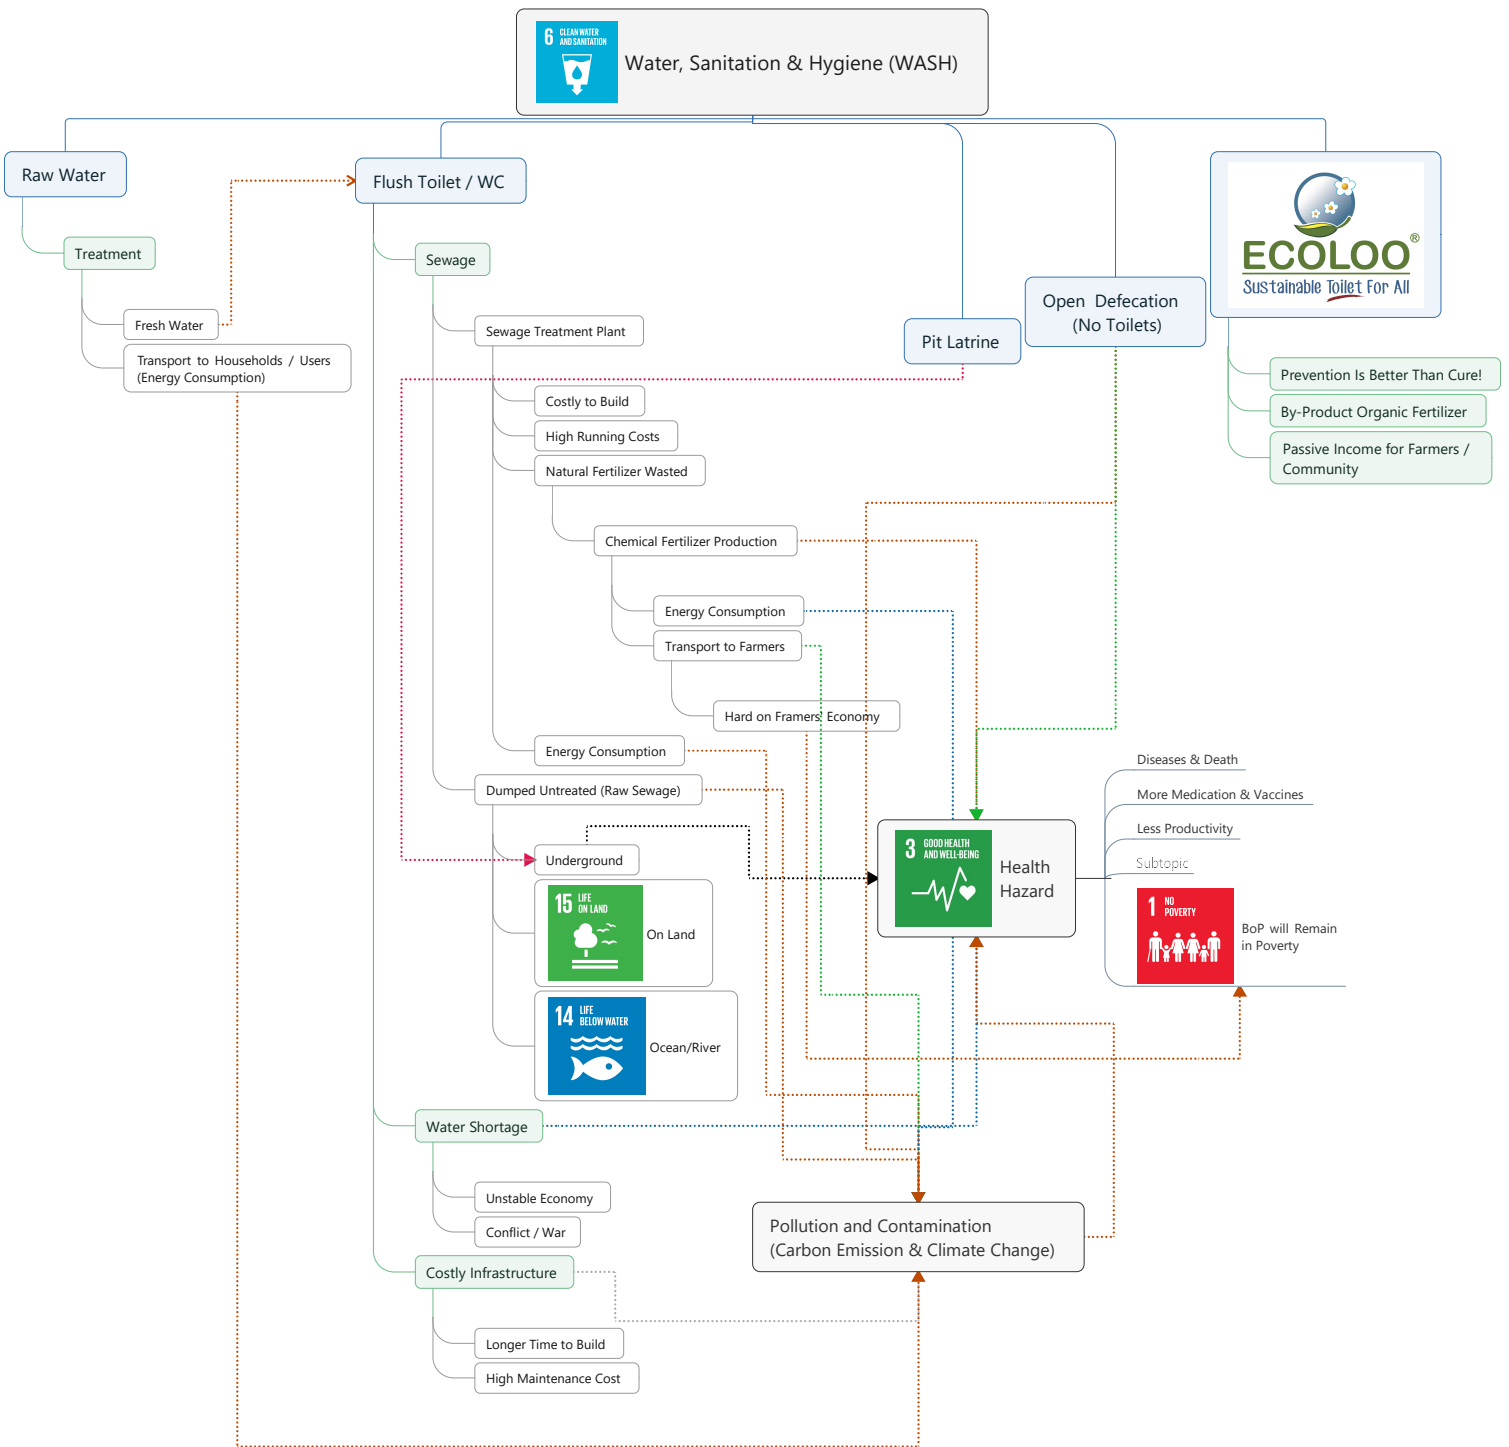 6 CLEAN WATER
AND SANITATION
Water, Sanitation & Hygiene (WASH)
Raw Water
Treatment
Fresh Water
Transport to Households / Users
(Energy Consumption)
Flush Toilet / WC
Sewage
Sewage Treatment Plant
Costly to Build
High Running Costs
Natural Fertilizer Wasted
Chemical Fertilizer Production
Energy Consumption
Transport to Farmers
Hard on Framers' Economy
Energy Consumption
Dumped Untreated (Raw Sewage)
Underground
15 LIFE
ON LAND
On Land
14 LIFE
BELOW WATER
Ocean/River
Water Shortage
Unstable Economy
Conflict / War
Costly Infrastructure
Longer Time to Build
High Maintenance Cost
Pit Latrine
Open Defecation
(No Toilets)
ECOLOO®
Sustainable Toilet For All
Prevention Is Better Than Cure!
By-Product Organic Fertilizer
Passive Income for Farmers /
Community
3 GOOD HEALTH
AND WELL-BEING
Health
Hazard
Diseases & Death
More Medication & Vaccines
Less Productivity
Subtopic
1 NO
POVERTY
BoP will Remain
in Poverty
Pollution and Contamination
(Carbon Emission & Climate Change)